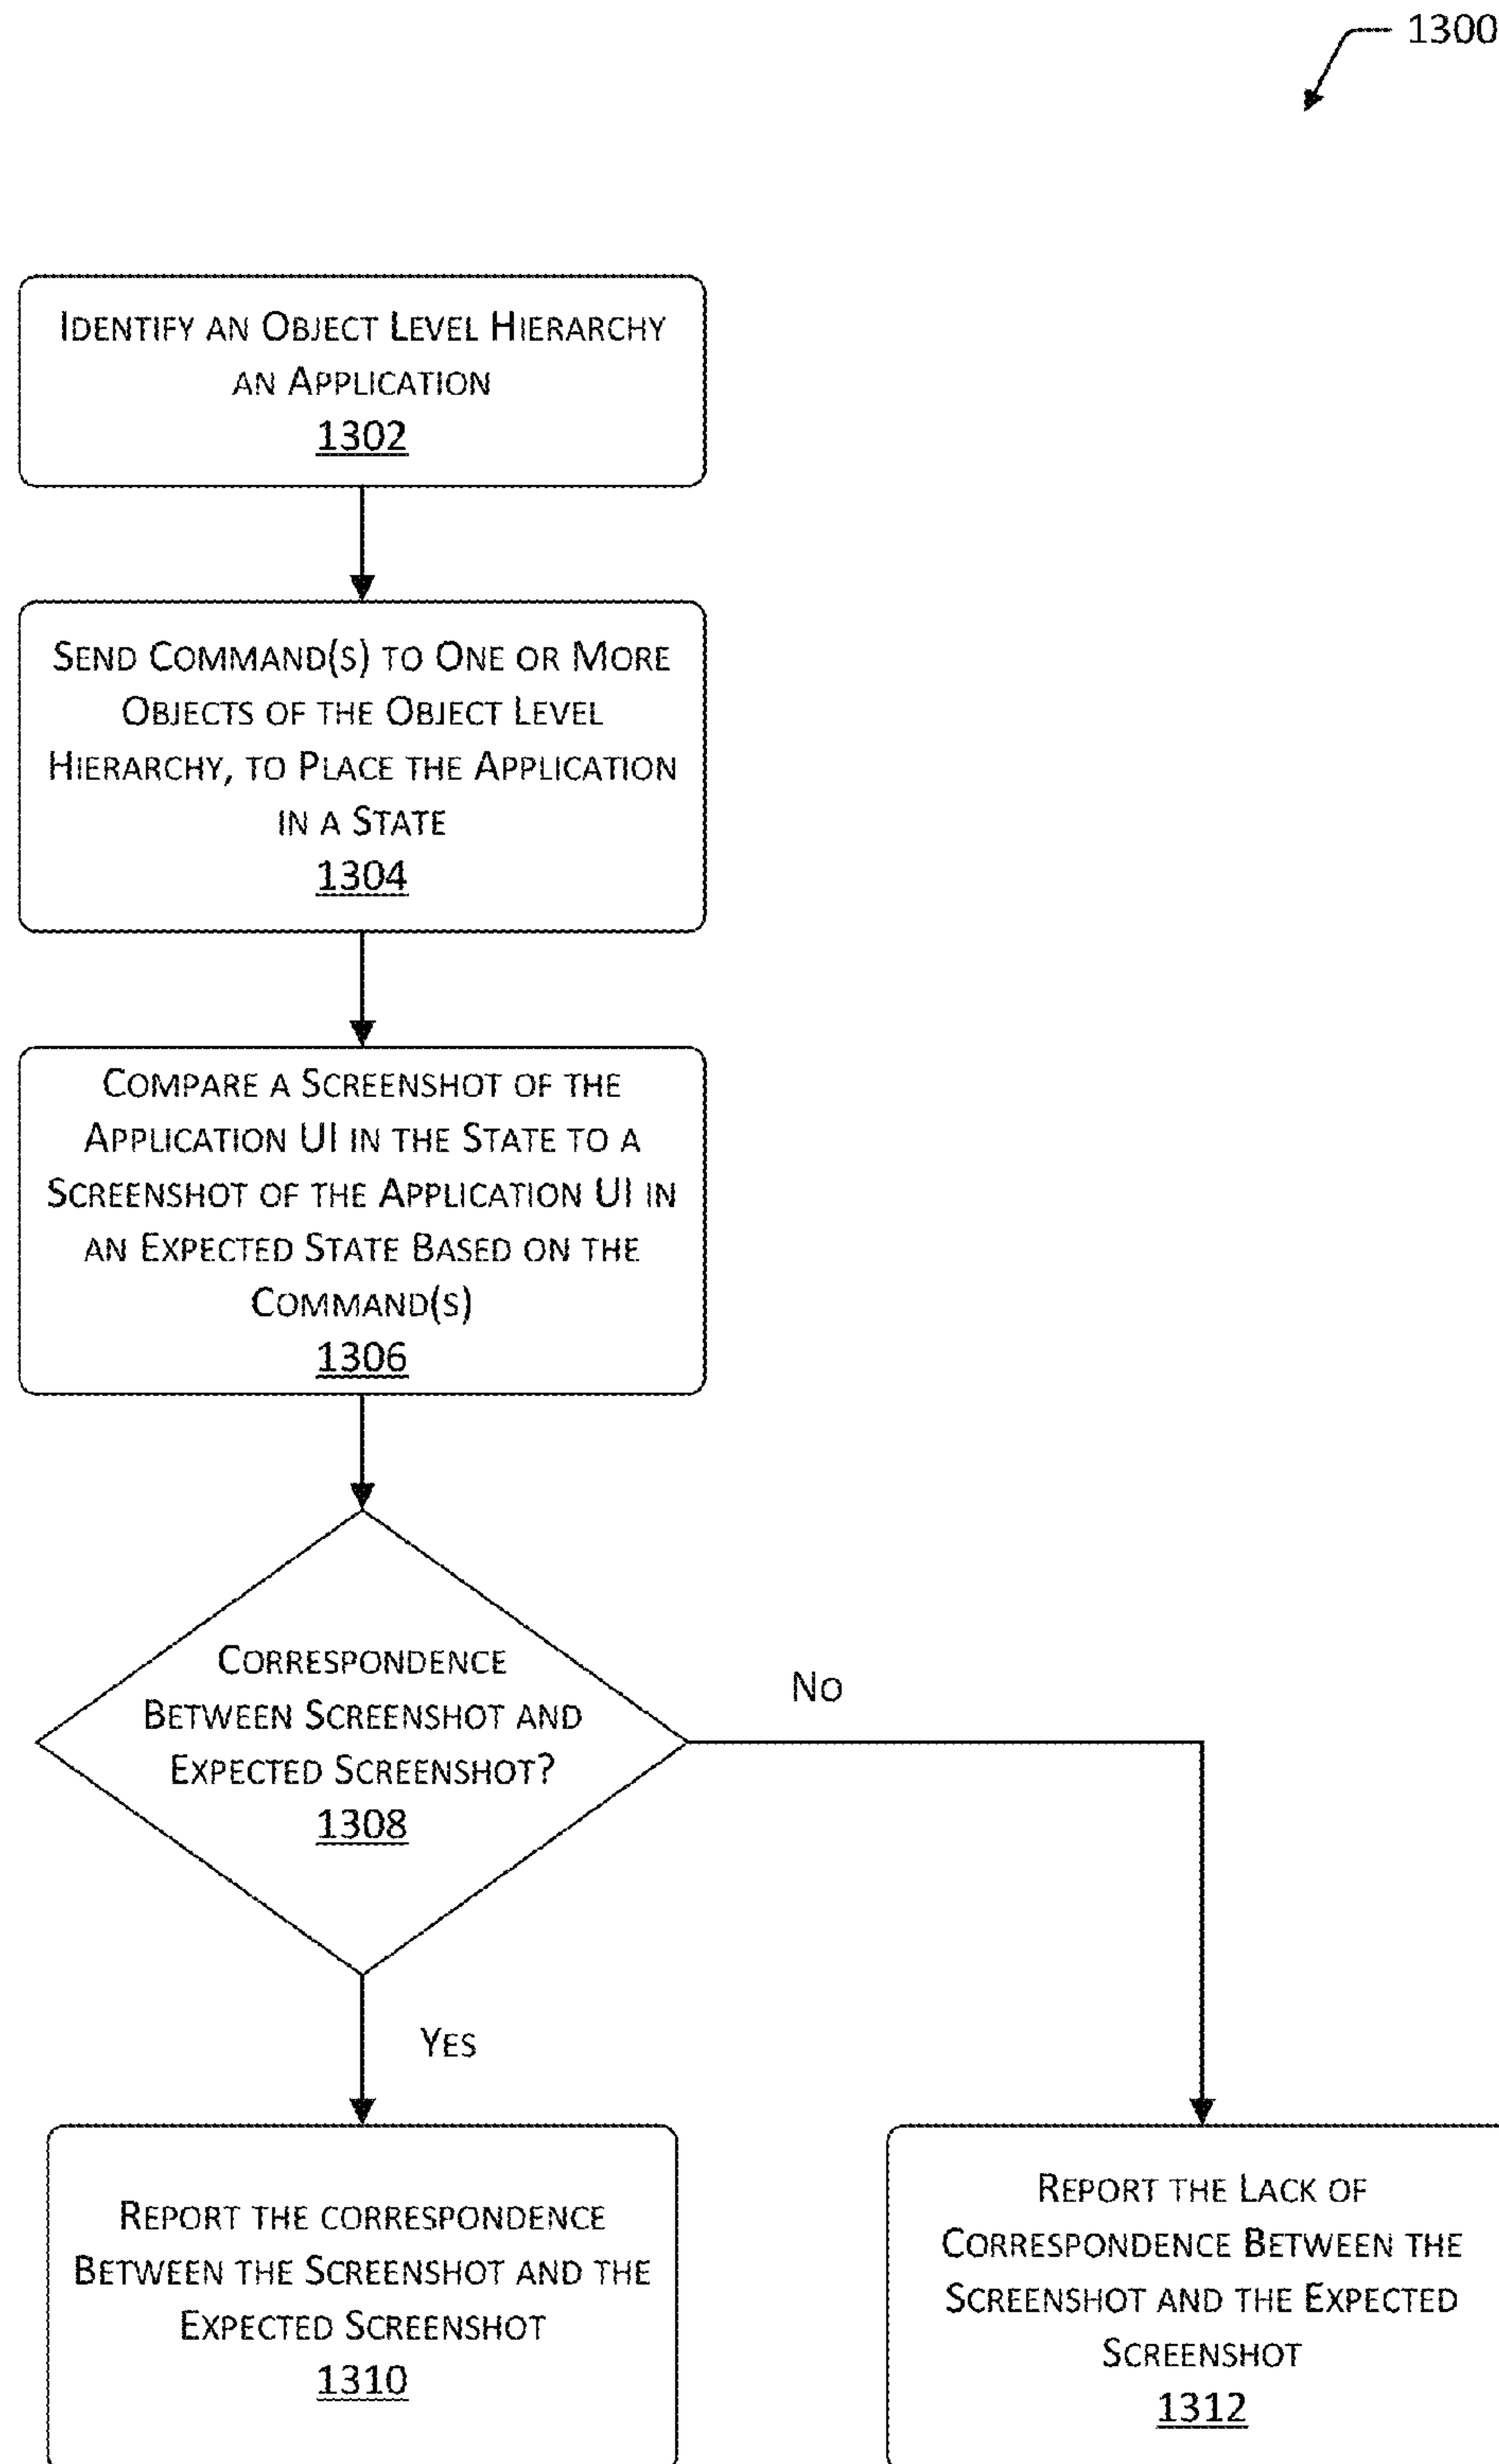 1300
IDENTIFY AN OBJECT LEVEL HIERARCHY
AN APPLICATION
1302
SEND COMMAND(S) TO ONE OR MORE
OBJECTS OF THE OBJECT LEVEL
HIERARCHY, TO PLACE THE APPLICATION
IN A STATE
1304
COMPARE A SCREENSHOT OF THE
APPLICATION UI IN THE STATE TO A
SCREENSHOT OF THE APPLICATION UI IN
AN EXPECTED STATE BASED ON THE
COMMAND(S)
1306
CORRESPONDENCE
BETWEEN SCREENSHOT AND
EXPECTED SCREENSHOT?
1308
NO
YES
REPORT THE CORRESPONDENCE
BETWEEN THE SCREENSHOT AND THE
EXPECTED SCREENSHOT
1310
REPORT THE LACK OF
CORRESPONDENCE BETWEEN THE
SCREENSHOT AND THE EXPECTED
SCREENSHOT
1312